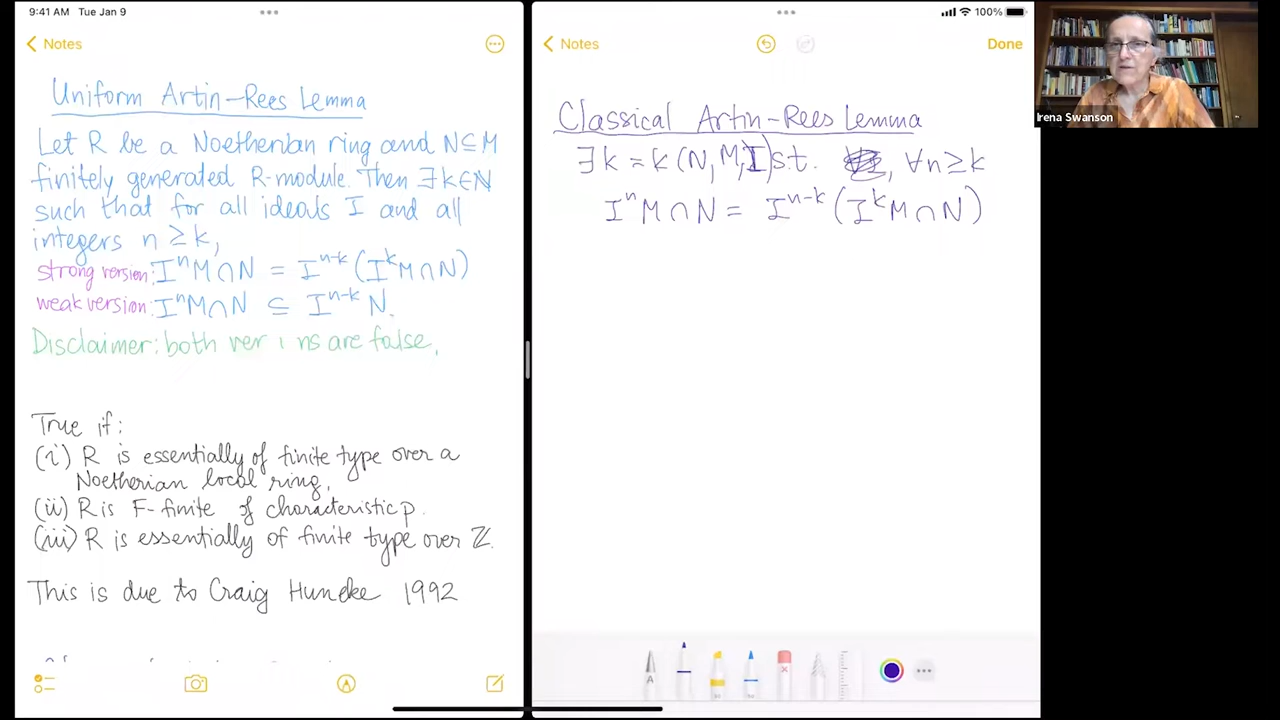 9:41 AM Tue Jan 9
100%
Notes
Notes
Done
Irena Swanson
Uniform Artin-Rees Lemma
Let R be a Noetherian ring and N⊆M
finitely generated R-module. Then ∃k∈N
such that for all ideals I and all
integers n ≥ k,
strong version: IⁿM∩N = Iⁿ⁻ᵏ(IᵏM∩N)
weak version: IⁿM∩N ⊆ Iⁿ⁻ᵏN.
Disclaimer: both ver ı ns are false.
True if:
(i) R is essentially of finite type over a
Noetherian local ring,
(ii) R is F-finite of characteristic p.
(iii) R is essentially of finite type over ℤ.
This is due to Craig Huneke 1992
Classical Artin-Rees Lemma
∃k = k(N, M, I) s.t. , ∀n ≥ k
IⁿM∩N = Iⁿ⁻ᵏ(IᵏM∩N)
A